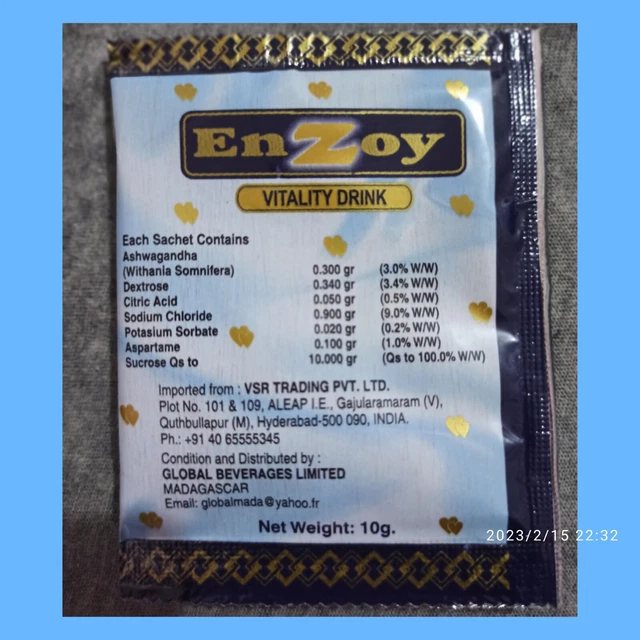 EnZoy
VITALITY DRINK
Each Sachet Contains
Ashwagandha
(Withania Somnifera) 0.300 gr (3.0% W/W)
Dextrose 0.340 gr (3.4% W/W)
Citric Acid 0.050 gr (0.5% W/W)
Sodium Chloride 0.900 gr (9.0% W/W)
Potasium Sorbate 0.020 gr (0.2% W/W)
Aspartame 0.100 gr (1.0% W/W)
Sucrose Qs to 10.000 gr (Qs to 100.0% W/W)
Imported from : VSR TRADING PVT. LTD.
Plot No. 101 & 109, ALEAP I.E., Gajularamaram (V),
Quthbullapur (M), Hyderabad-500 090, INDIA.
Ph.: +91 40 65555345
Condition and Distributed by :
GLOBAL BEVERAGES LIMITED
MADAGASCAR
Email: globalmada@yahoo.fr
Net Weight: 10g.
2023/2/15 22:32